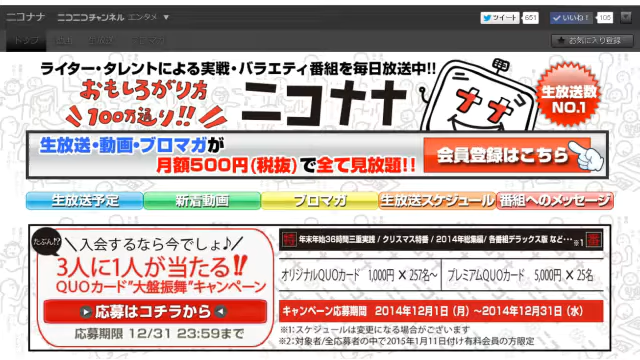 ニコナナ ニコニコチャンネル エンタメ ▼
ツイート 651 いいね! 105
トップ
★ お気に入り登録
ライター・タレントによる実戦・バラエティ番組を毎日放送中!!
おもしろがり方
100万通り!!
ニコナナ
ナナ
生放送数
NO.1
生放送・動画・ブロマガが
月額500円(税抜)で全て見放題!!
会員登録はこちら
生放送予定 新着動画 ブロマガ 生放送スケジュール 番組へのメッセージ
たぶん!?
＼入会するなら今でしょ♪／
3人に1人が当たる!!
QUOカード"大盤振舞"キャンペーン
応募はコチラから
応募期限 12/31 23:59まで
年末年始36時間三重実践 / クリスマス特番 / 2014年総集編 / 各番組デラックス版 など…※1
オリジナルQUOカード 1,000円 ×257名〜 プレミアムQUOカード 5,000円 ×25名
キャンペーン応募期間 2014年12月1日(月)〜2014年12月31日(水)
※1:スケジュールは変更になる場合がございます
※2:対象者/全応募者の中で2015年1月11日付け有料会員の方限定